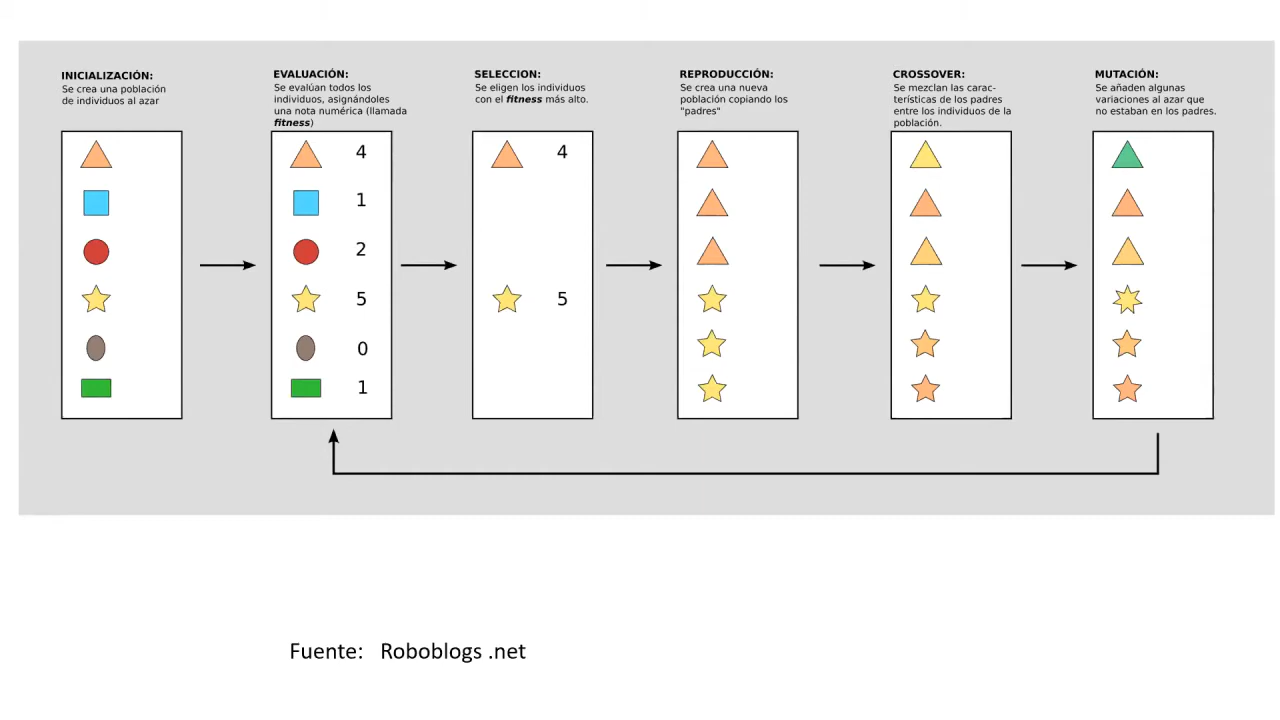 INICIALIZACIÓN:
Se crea una población
de individuos al azar
EVALUACIÓN:
Se evalúan todos los
individuos, asignándoles
una nota numérica (llamada
fitness)
4
1
2
5
0
1
SELECCION:
Se eligen los individuos
con el fitness más alto.
4
5
REPRODUCCIÓN:
Se crea una nueva
población copiando los
"padres"
CROSSOVER:
Se mezclan las carac-
terísticas de los padres
entre los individuos de la
población.
MUTACIÓN:
Se añaden algunas
variaciones al azar que
no estaban en los padres.
Fuente: Roboblogs .net